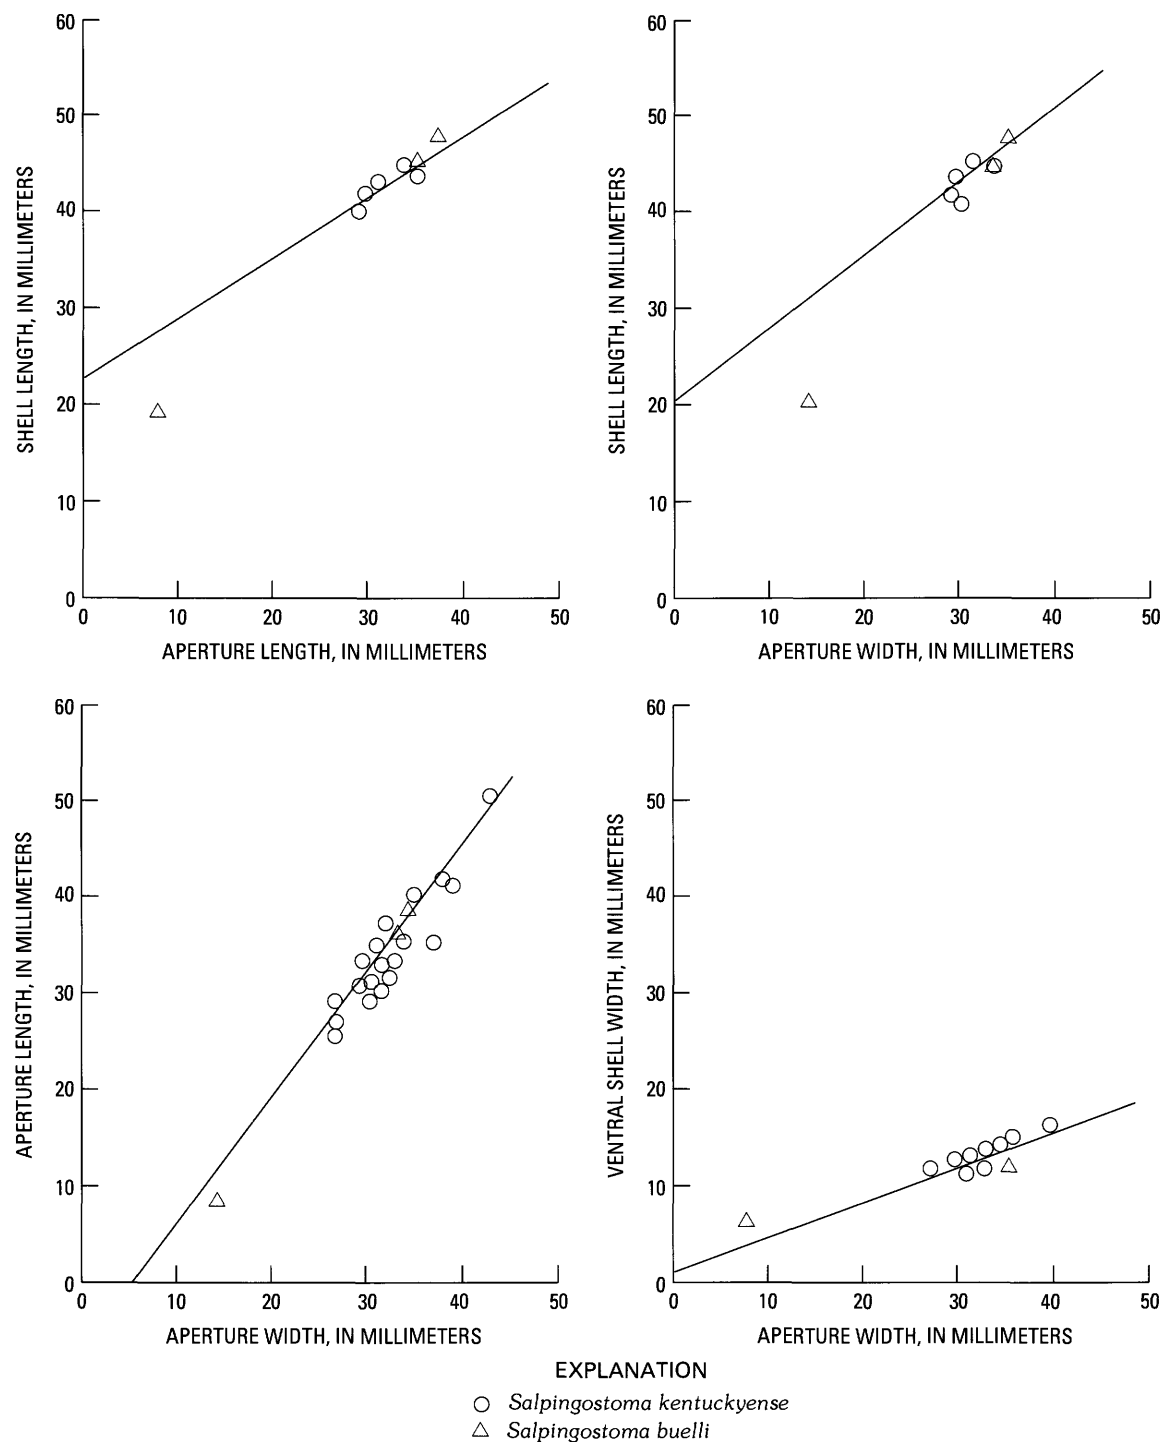 60
50
40
30
20
10
0
SHELL LENGTH, IN MILLIMETERS
0 10 20 30 40 50
APERTURE LENGTH, IN MILLIMETERS
60
50
40
30
20
10
0
SHELL LENGTH, IN MILLIMETERS
0 10 20 30 40 50
APERTURE WIDTH, IN MILLIMETERS
60
50
40
30
20
10
0
APERTURE LENGTH, IN MILLIMETERS
0 10 20 30 40 50
APERTURE WIDTH, IN MILLIMETERS
60
50
40
30
20
10
0
VENTRAL SHELL WIDTH, IN MILLIMETERS
0 10 20 30 40 50
APERTURE WIDTH, IN MILLIMETERS
EXPLANATION
Salpingostoma kentuckyense
Salpingostoma buelli